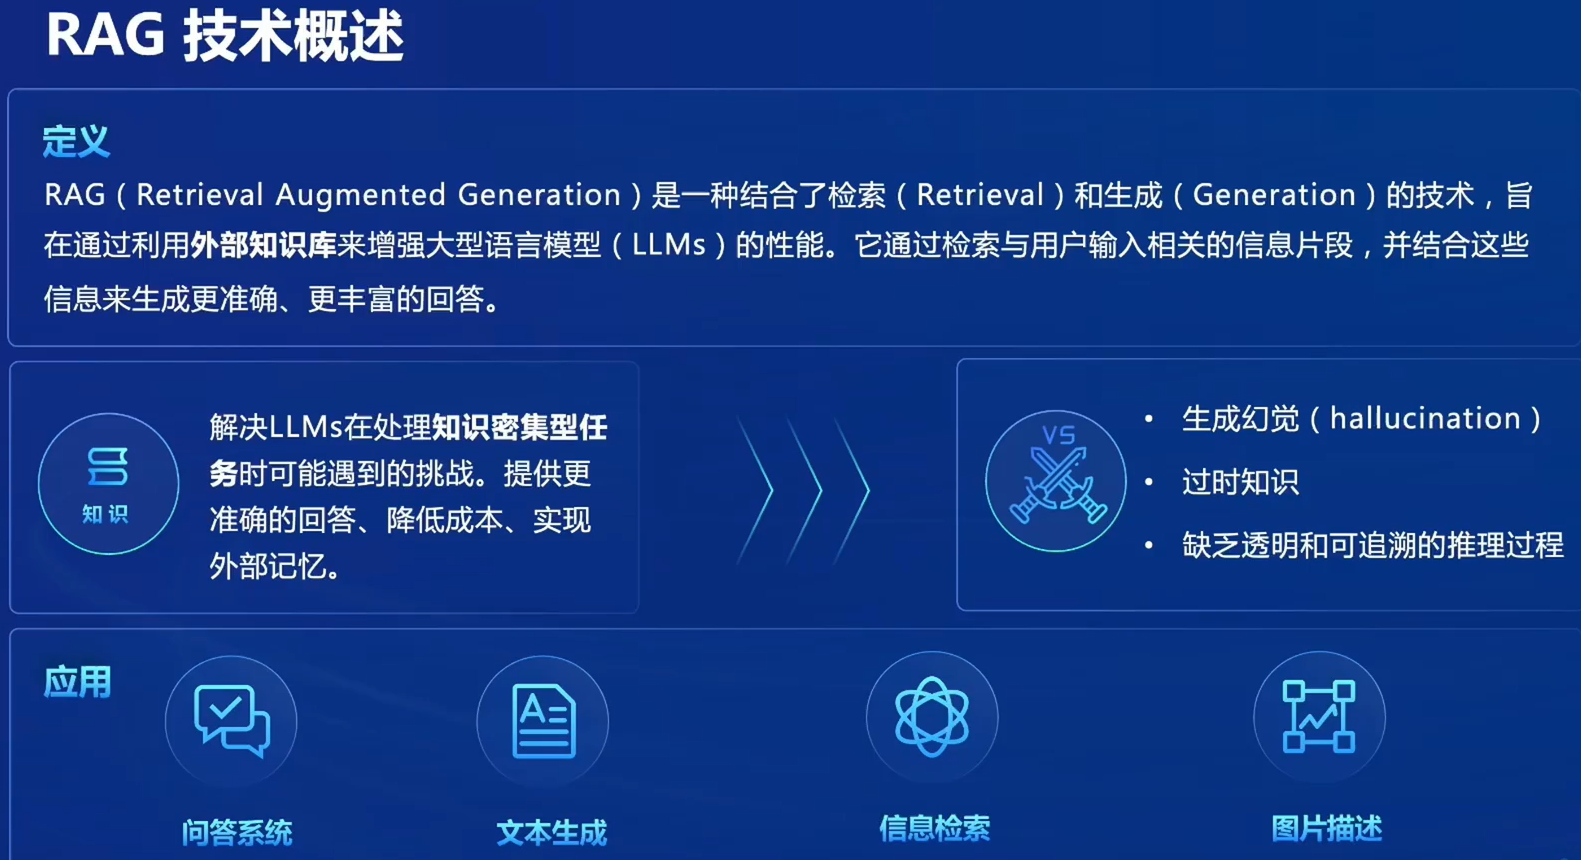 RAG 技术概述
定义
RAG（Retrieval Augmented Generation）是一种结合了检索（Retrieval）和生成（Generation）的技术，旨
在通过利用外部知识库来增强大型语言模型（LLMs）的性能。它通过检索与用户输入相关的信息片段，并结合这些
信息来生成更准确、更丰富的回答。
知识
解决LLMs在处理知识密集型任
务时可能遇到的挑战。提供更
准确的回答、降低成本、实现
外部记忆。
VS
• 生成幻觉（hallucination）
• 过时知识
• 缺乏透明和可追溯的推理过程
应用
A
问答系统
文本生成
信息检索
图片描述